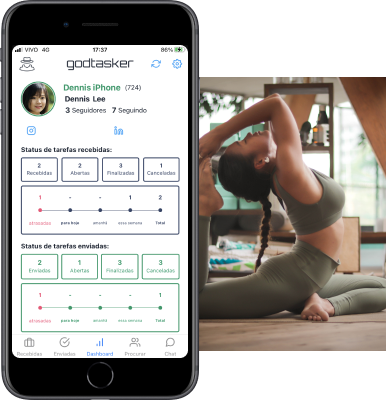 VIVO 4G 17:37 86%
godtasker
Dennis iPhone (724)
Dennis Lee
3 Seguidores 7 Seguindo
Status de tarefas recebidas:
2 2 3 1
Recebidas Abertas Finalizadas Canceladas
1 - - 1 2
atrasadas para hoje amanhã essa semana Total
Status de tarefas enviadas:
2 1 3 3
Enviadas Abertas Finalizadas Canceladas
1 - - - 1
atrasadas para hoje amanhã essa semana Total
Recebidas Enviadas Dashboard Procurar Chat